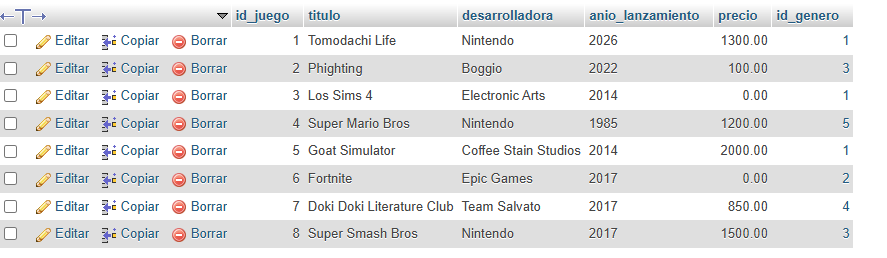 id_juego titulo desarrolladora anio_lanzamiento precio id_genero
Editar Copiar Borrar 1 Tomodachi Life Nintendo 2026 1300.00 1
Editar Copiar Borrar 2 Phighting Boggio 2022 100.00 3
Editar Copiar Borrar 3 Los Sims 4 Electronic Arts 2014 0.00 1
Editar Copiar Borrar 4 Super Mario Bros Nintendo 1985 1200.00 5
Editar Copiar Borrar 5 Goat Simulator Coffee Stain Studios 2014 2000.00 1
Editar Copiar Borrar 6 Fortnite Epic Games 2017 0.00 2
Editar Copiar Borrar 7 Doki Doki Literature Club Team Salvato 2017 850.00 4
Editar Copiar Borrar 8 Super Smash Bros Nintendo 2017 1500.00 3